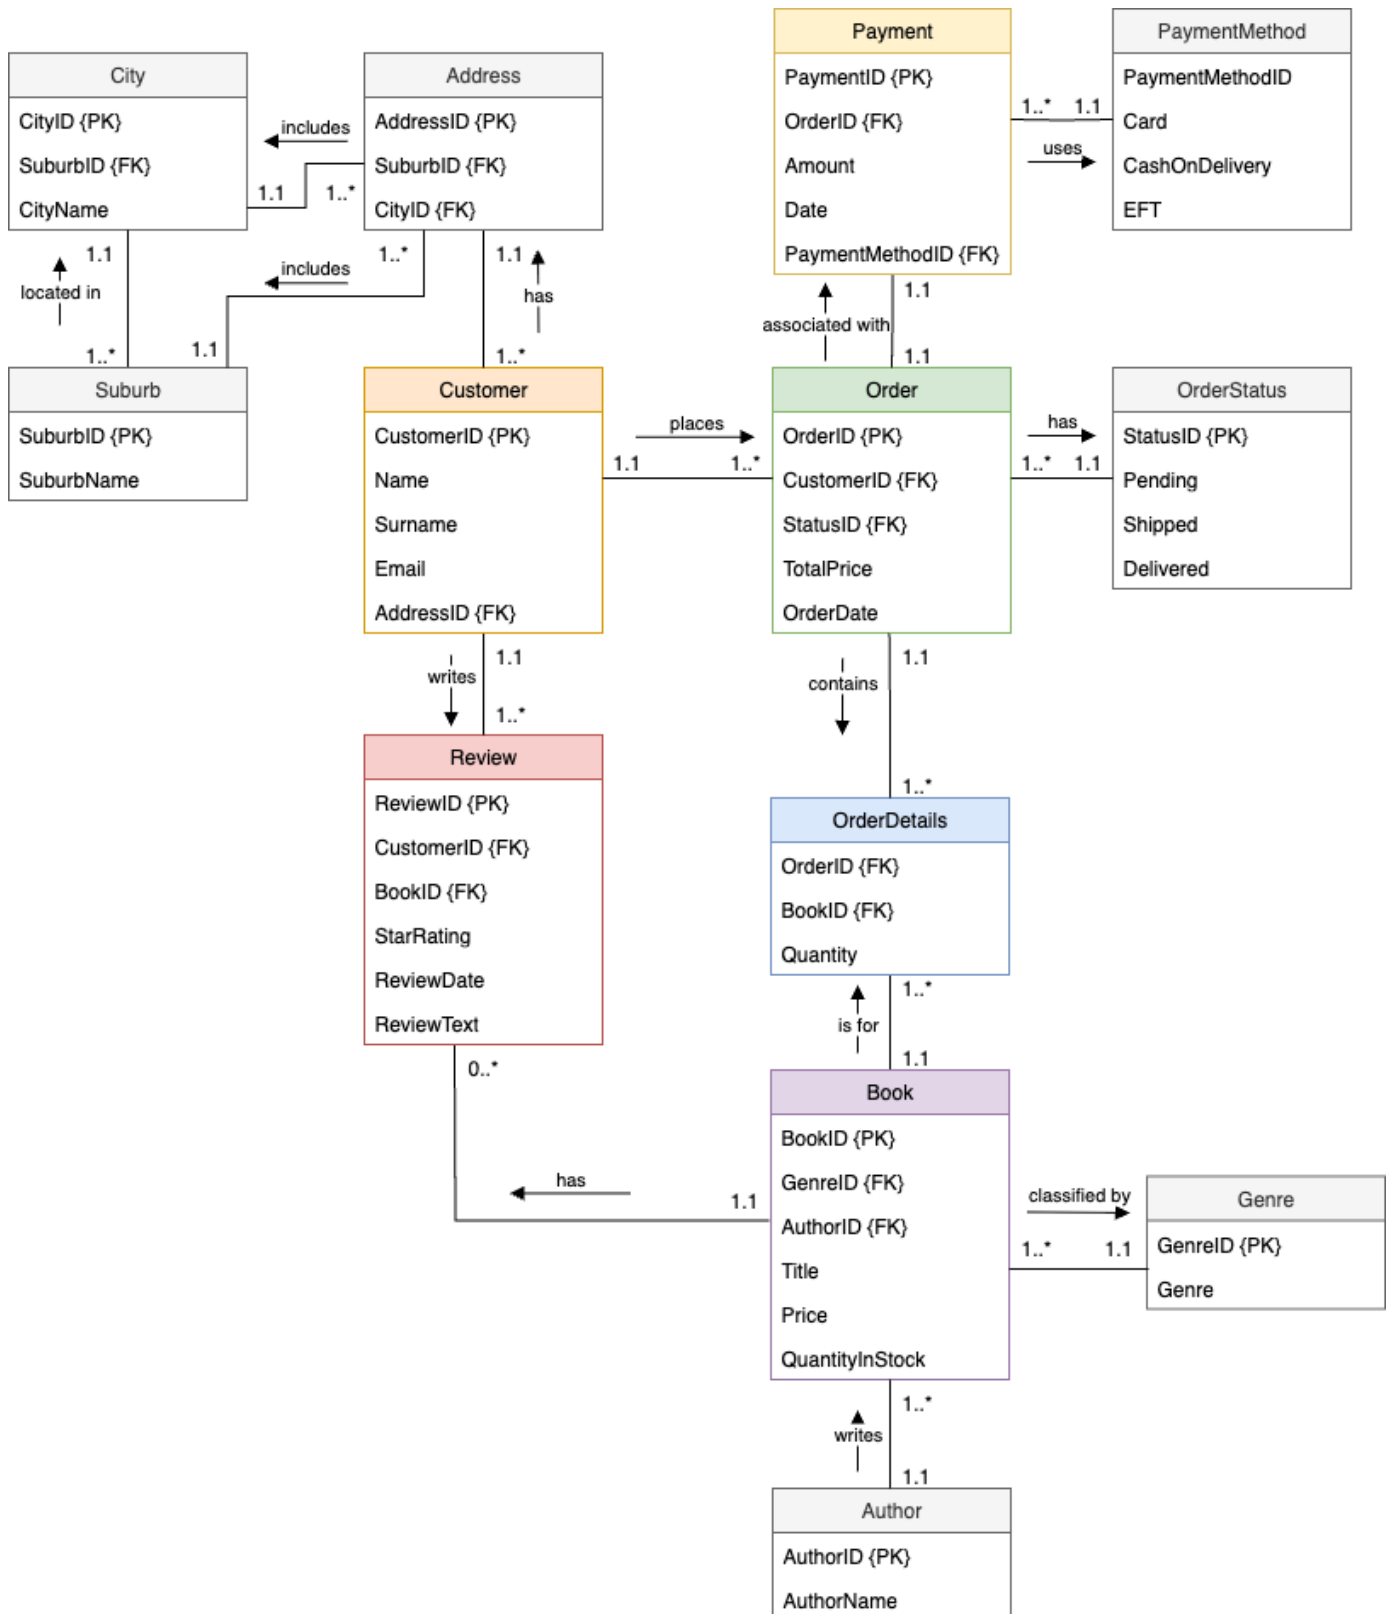 Payment
PaymentID {PK}
OrderID {FK}
Amount
Date
PaymentMethodID {FK}
PaymentMethod
PaymentMethodID
Card
CashOnDelivery
EFT
1..* 1.1
uses
City
CityID {PK}
SuburbID {FK}
CityName
Address
AddressID {PK}
SuburbID {FK}
CityID {FK}
includes
1.1 1..*
1.1
located in
1..*
includes
1..*
1.1
1.1
has
1..*
1.1
associated with
1.1
Suburb
SuburbID {PK}
SuburbName
Customer
CustomerID {PK}
Name
Surname
Email
AddressID {FK}
places
1.1 1..*
Order
OrderID {PK}
CustomerID {FK}
StatusID {FK}
TotalPrice
OrderDate
has
1..* 1.1
OrderStatus
StatusID {PK}
Pending
Shipped
Delivered
1.1
writes
1..*
1.1
contains
1..*
Review
ReviewID {PK}
CustomerID {FK}
BookID {FK}
StarRating
ReviewDate
ReviewText
OrderDetails
OrderID {FK}
BookID {FK}
Quantity
1..*
is for
1.1
0..*
has
1.1
Book
BookID {PK}
GenreID {FK}
AuthorID {FK}
Title
Price
QuantityInStock
classified by
1..* 1.1
Genre
GenreID {PK}
Genre
1..*
writes
1.1
Author
AuthorID {PK}
AuthorName